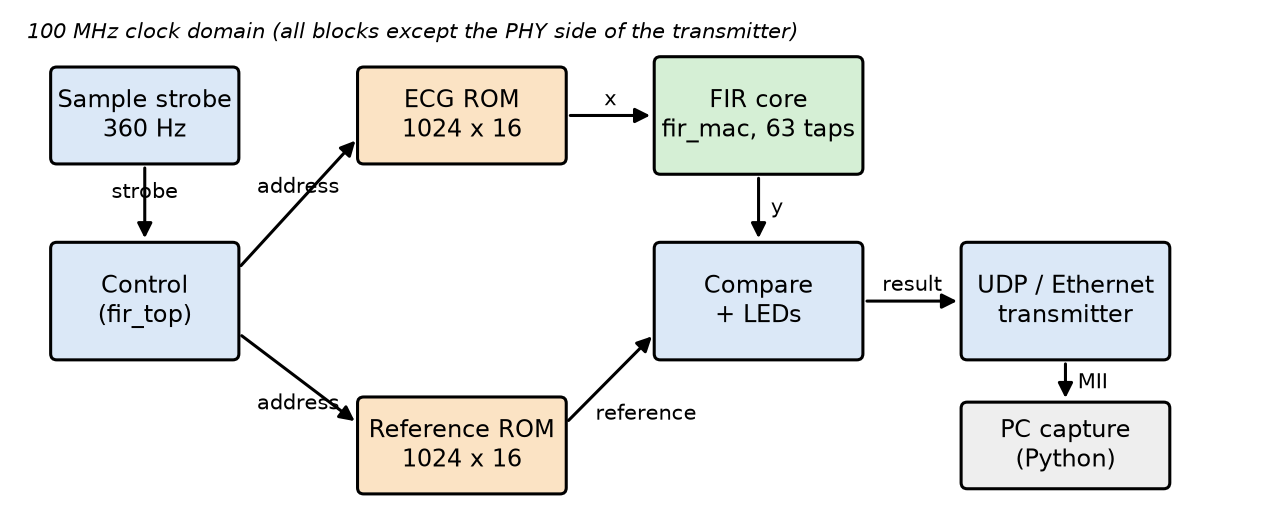 100 MHz clock domain (all blocks except the PHY side of the transmitter)
Sample strobe
360 Hz
ECG ROM
1024 x 16
x
FIR core
fir_mac, 63 taps
strobe
address
y
Control
(fir_top)
Compare
+ LEDs
result
UDP / Ethernet
transmitter
address
Reference ROM
1024 x 16
reference
MII
PC capture
(Python)